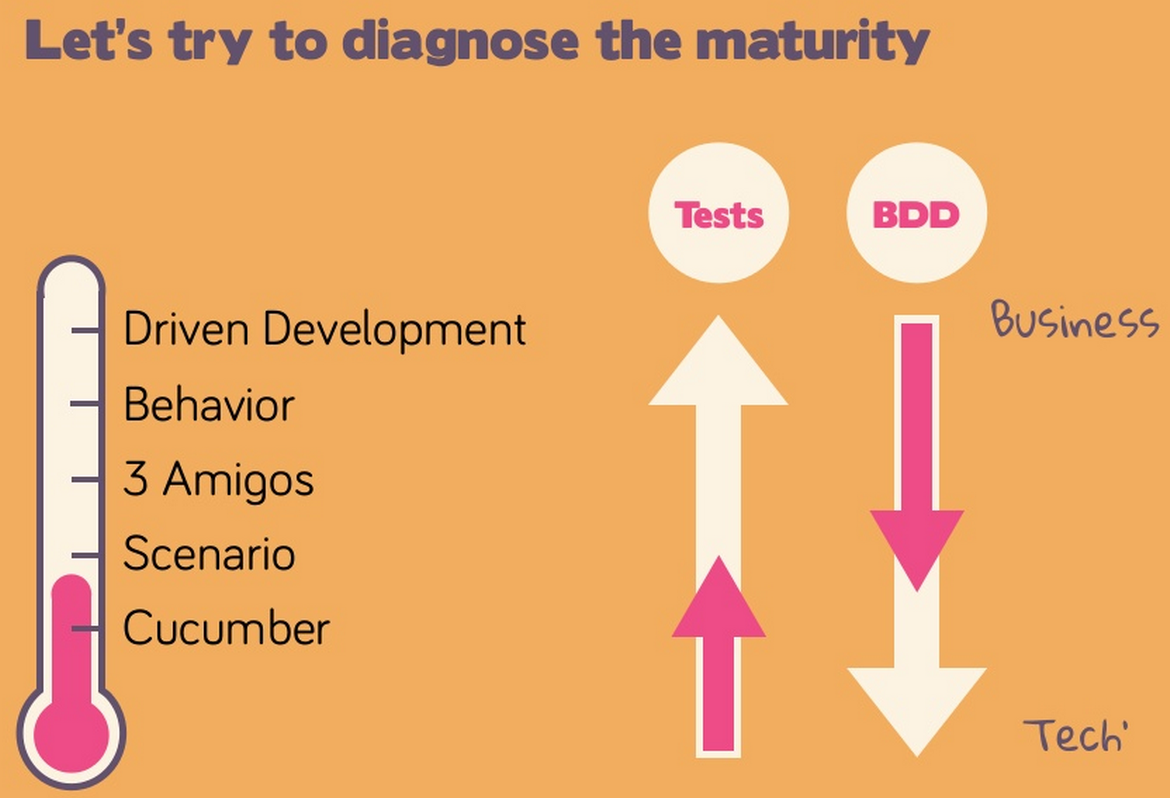 Let's try to diagnose the maturity
Tests
BDD
Business
Driven Development
Behavior
3 Amigos
Scenario
Cucumber
Tech'